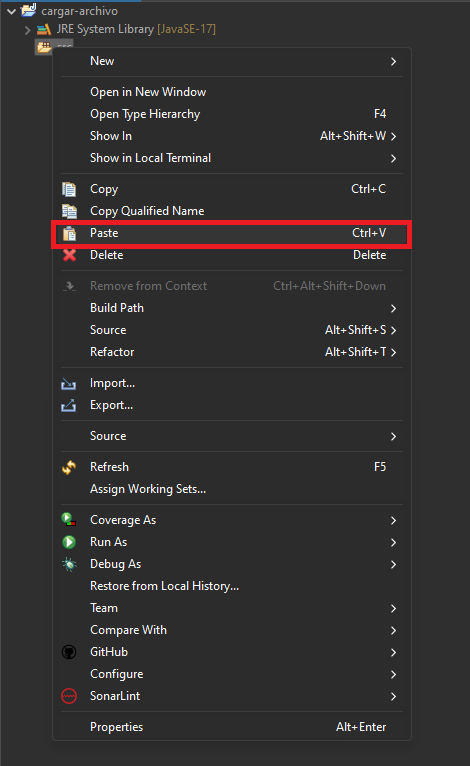 cargar-archivo
JRE System Library [JavaSE-17]
src
New
Open in New Window
Open Type Hierarchy F4
Show In Alt+Shift+W
Show in Local Terminal
Copy Ctrl+C
Copy Qualified Name
Paste Ctrl+V
Delete Delete
Remove from Context Ctrl+Alt+Shift+Down
Build Path
Source Alt+Shift+S
Refactor Alt+Shift+T
Import...
Export...
Source
Refresh F5
Assign Working Sets...
Coverage As
Run As
Debug As
Restore from Local History...
Team
Compare With
GitHub
Configure
SonarLint
Properties Alt+Enter